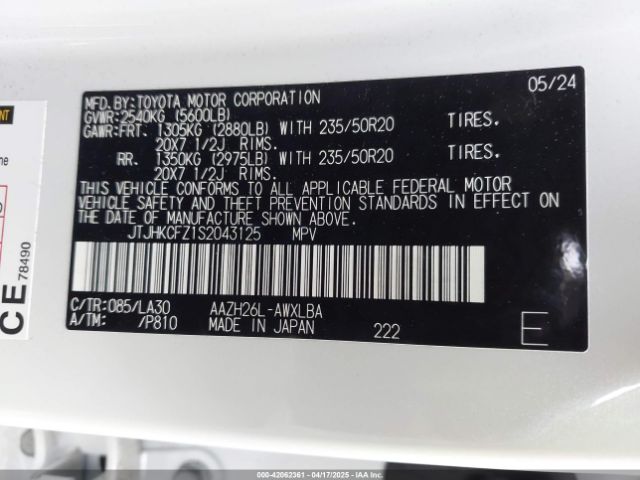 05/24
MFD. BY: TOYOTA MOTOR CORPORATION
GVWR: 2540KG (5600LB)
GAWR: FRT. 1305KG (2880LB) WITH 235/50R20 TIRES.
20X7 1/2J RIMS.
RR. 1350KG (2975LB) WITH 235/50R20 TIRES.
20X7 1/2J RIMS.
THIS VEHICLE CONFORMS TO ALL APPLICABLE FEDERAL MOTOR
VEHICLE SAFETY AND THEFT PREVENTION STANDARDS IN EFFECT ON
THE DATE OF MANUFACTURE SHOWN ABOVE.
JTJHKCFZ1S2043125 MPV
C/TR: 085/LA30 AAZH26L-AWXLBA
A/TM: /P810 MADE IN JAPAN 222
E
CE 78490
000-42062361 - 04/17/2025 - IAA Inc.